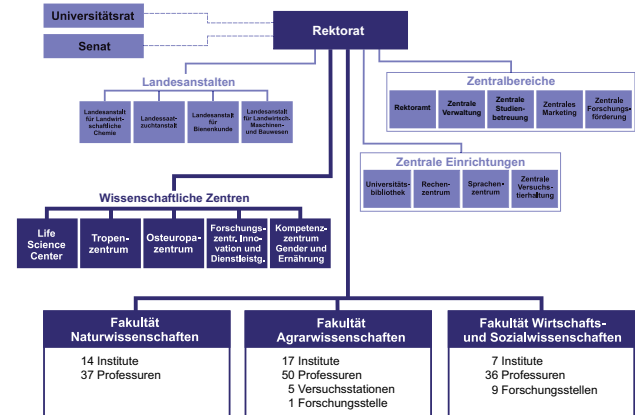 Universitätsrat
Senat
Rektorat
Landesanstalten
Landesanstalt
für Landwirt-
schaftliche
Chemie
Landessaat-
zuchtanstalt
Landesanstalt
für
Bienenkunde
Landesanstalt
für Landwirtsch.
Maschinen-
und Bauwesen
Zentralbereiche
Rektoramt
Zentrale
Verwaltung
Zentrale
Studien-
betreuung
Zentrales
Marketing
Zentrale
Forschungs-
förderung
Zentrale Einrichtungen
Universitäts-
bibliothek
Rechen-
zentrum
Sprachen-
zentrum
Zentrale
Versuchs-
tierhaltung
Wissenschaftliche Zentren
Life
Science
Center
Tropen-
zentrum
Osteuropa-
zentrum
Forschungs-
zentr. Inno-
vation und
Dienstleistg.
Kompetenz-
zentrum
Gender und
Ernährung
Fakultät
Naturwissenschaften
14 Institute
37 Professuren
Fakultät
Agrarwissenschaften
17 Institute
50 Professuren
5 Versuchsstationen
1 Forschungsstelle
Fakultät Wirtschafts-
und Sozialwissenschaften
7 Institute
36 Professuren
9 Forschungsstellen